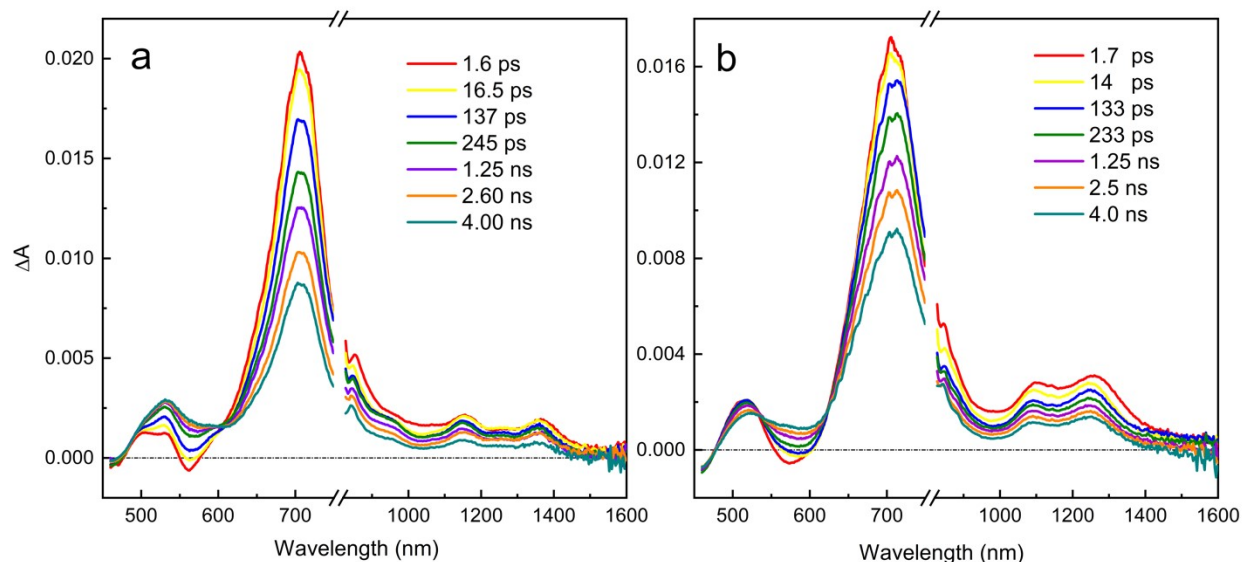 a
1.6 ps
16.5 ps
137 ps
245 ps
1.25 ns
2.60 ns
4.00 ns
0.020
0.015
0.010
0.005
0.000
ΔA
500 600 700 1000 1200 1400 1600
Wavelength (nm)
b
1.7 ps
14 ps
133 ps
233 ps
1.25 ns
2.5 ns
4.0 ns
0.016
0.012
0.008
0.004
0.000
500 600 700 1000 1200 1400 1600
Wavelength (nm)